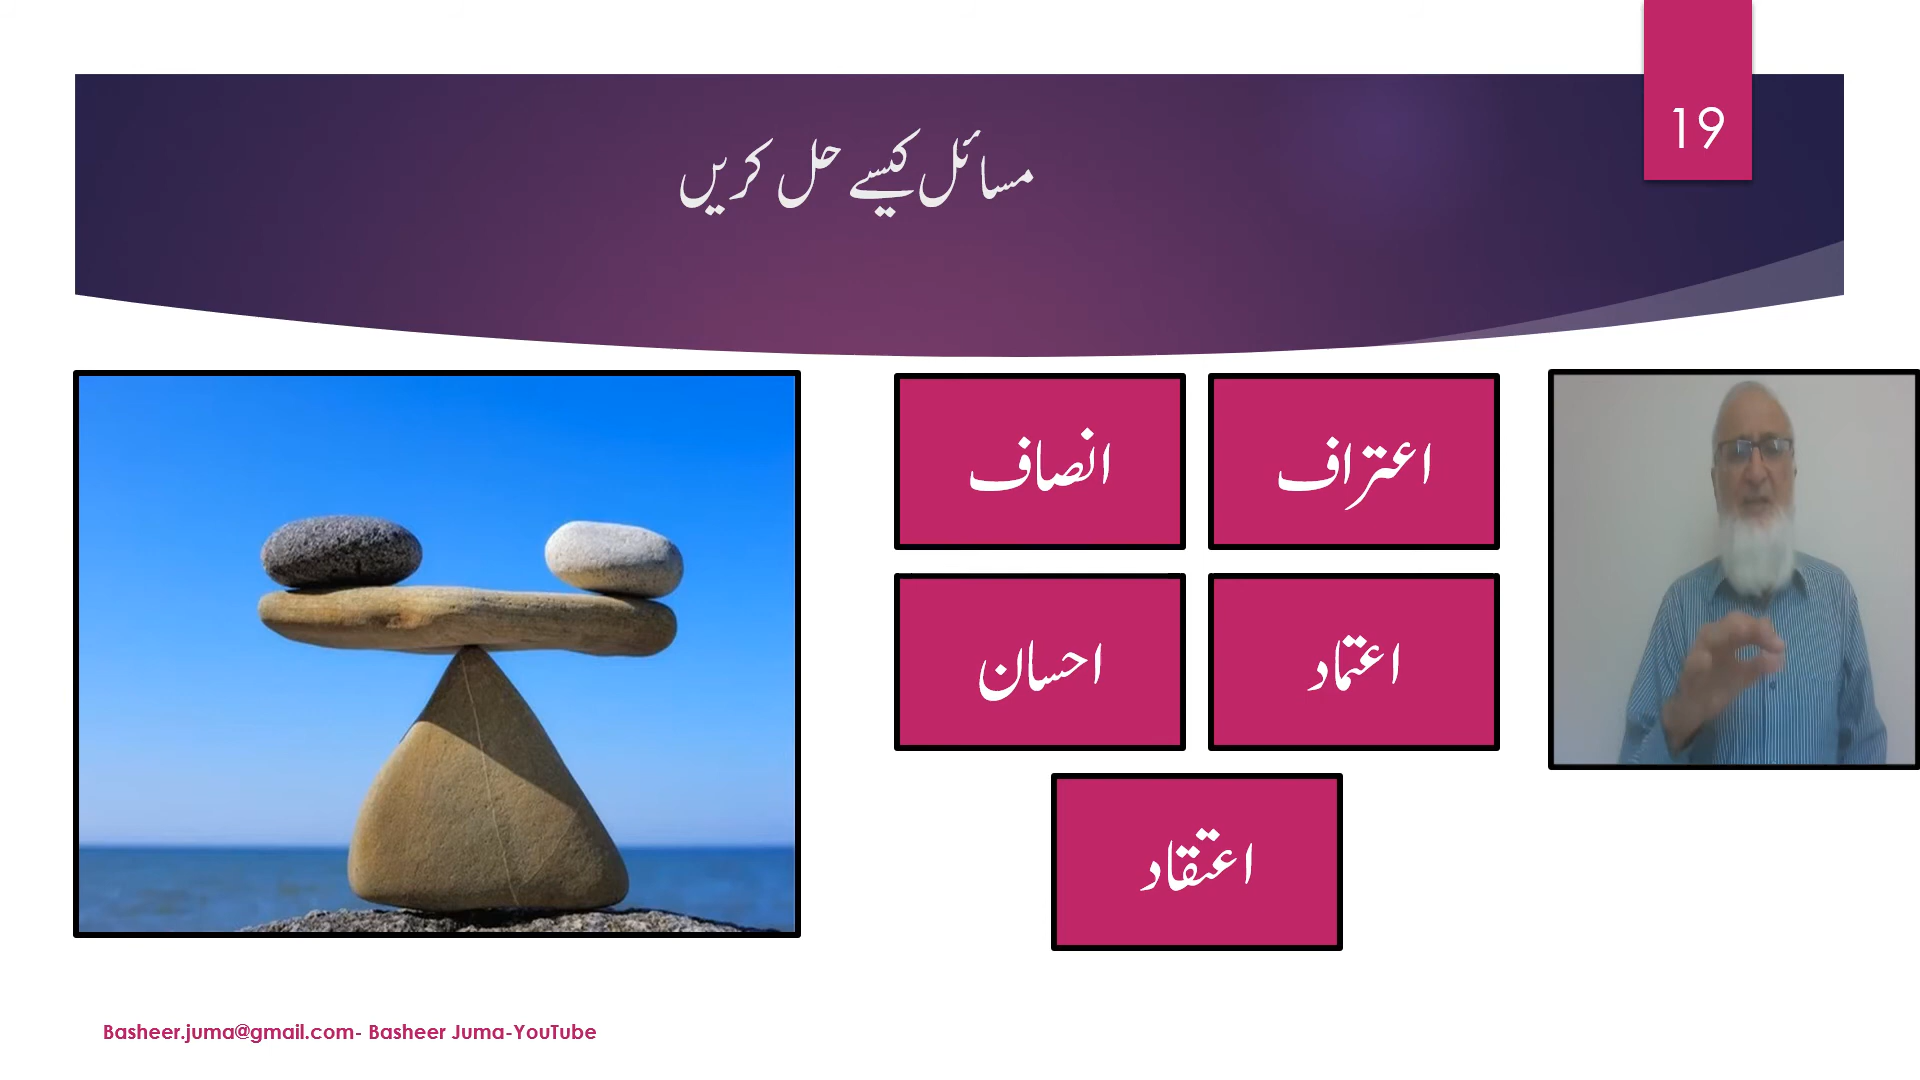 19
مسائل کیسے حل کریں
اعتراف
انصاف
اعتماد
احسان
اعتقاد
Basheer.juma@gmail.com- Basheer Juma-YouTube